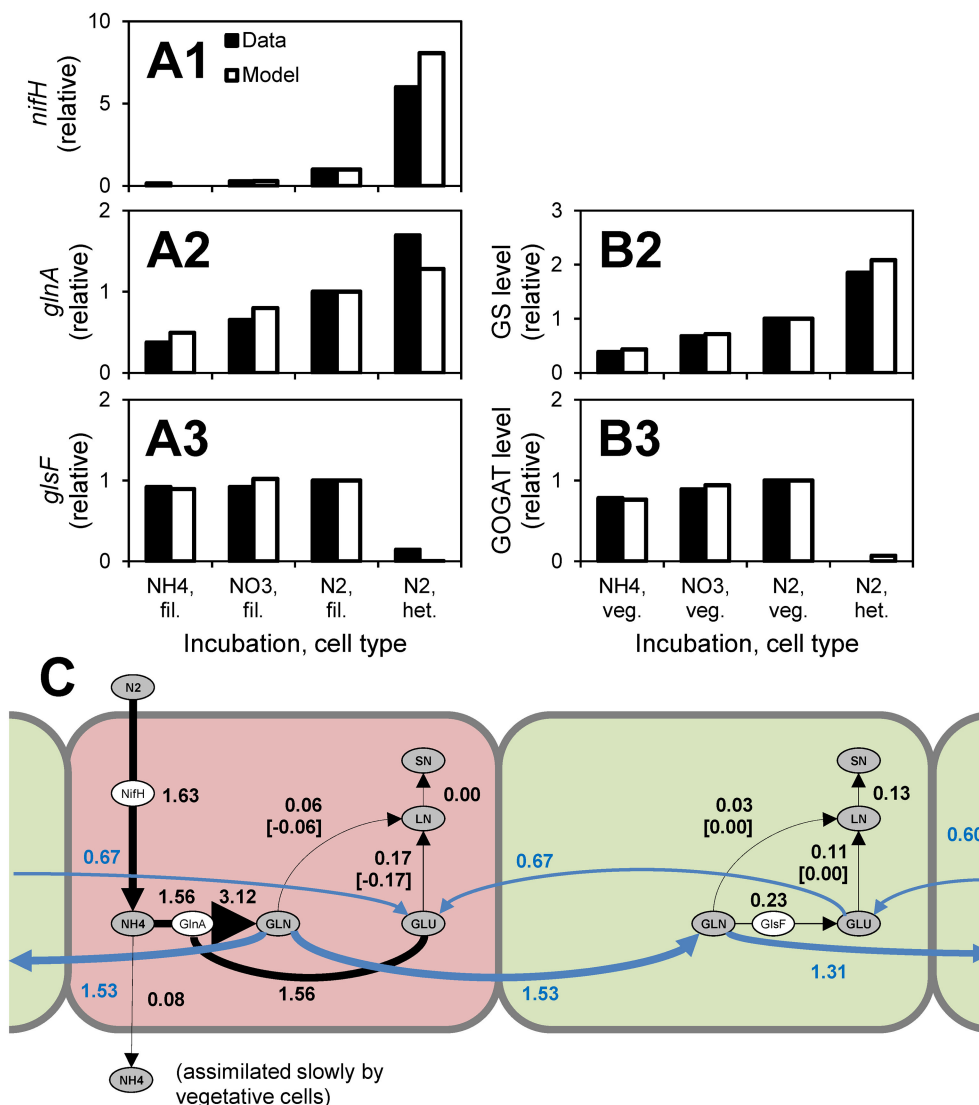 A1
Data
Model
nifH
(relative)
10
5
0
A2
glnA
(relative)
2
1
0
B2
GS level
(relative)
3
2
1
0
A3
glsF
(relative)
2
1
0
B3
GOGAT level
(relative)
2
1
0
NH4,
fil.
NO3,
fil.
N2,
fil.
N2,
het.
Incubation, cell type
NH4,
veg.
NO3,
veg.
N2,
veg.
N2,
het.
Incubation, cell type
C
N2
NifH
1.63
0.67
1.56
3.12
NH4
GlnA
GLN
GLU
0.06
[-0.06]
SN
0.00
LN
0.17
[-0.17]
1.53
0.08
1.56
NH4
(assimilated slowly by
vegetative cells)
0.67
1.53
0.03
[0.00]
SN
0.13
LN
0.11
[0.00]
0.23
GLN
GlsF
GLU
1.31
0.60